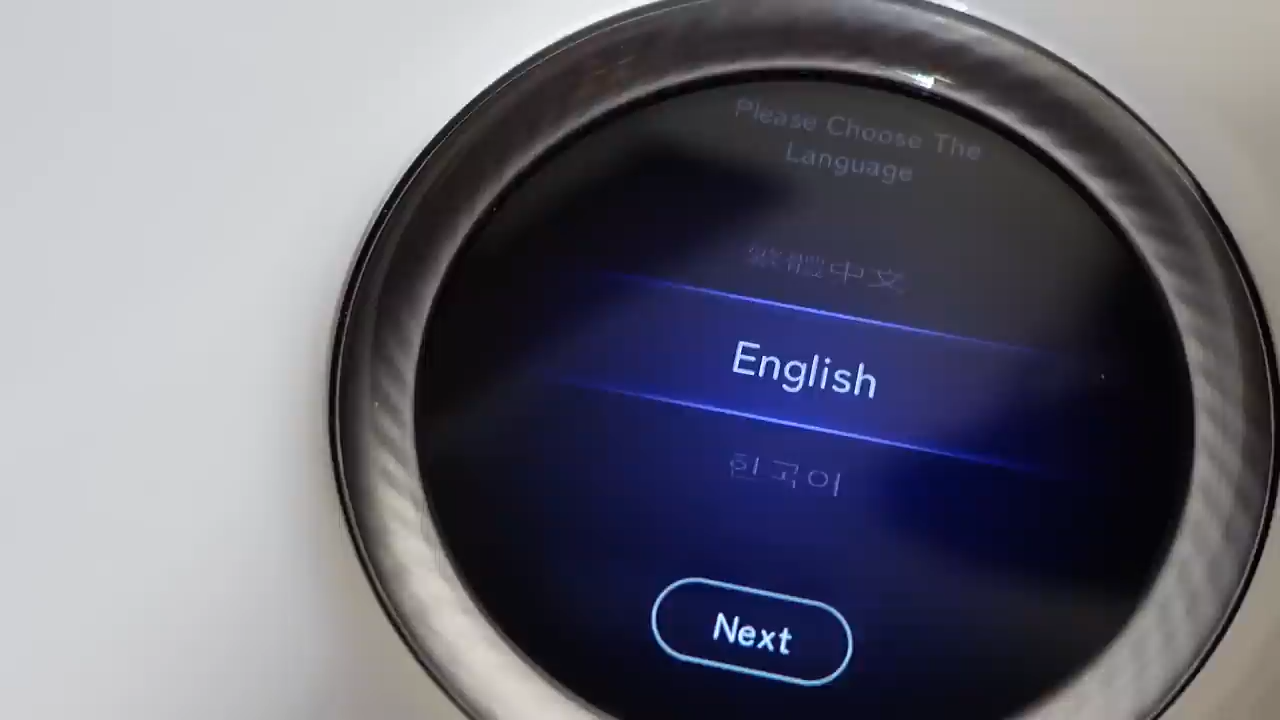 Please Choose The
Language
繁體中文
English
한국어
Next